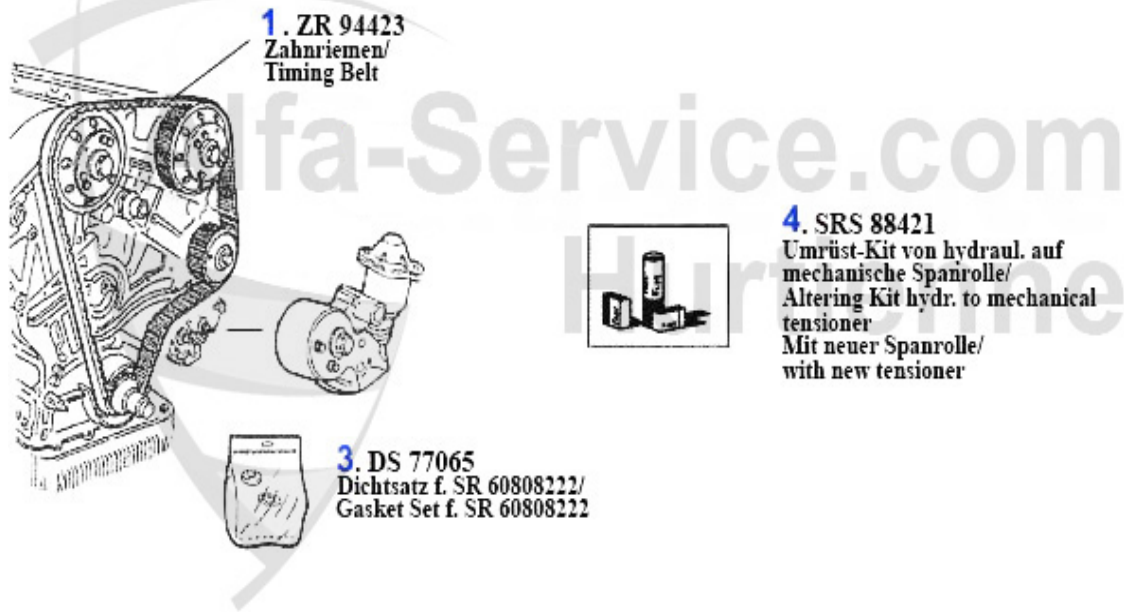 1. ZR 94423
Zahnriemen/
Timing Belt
lfa-Service.com
4. SRS 88421
Umrüst-Kit von hydraul. auf
mechanische Spanrolle/
Altering Kit hydr. to mechanical
tensioner
Mit neuer Spanrolle/
with new tensioner
3. DS 77065
Dichtsatz f. SR 60808222/
Gasket Set f. SR 60808222